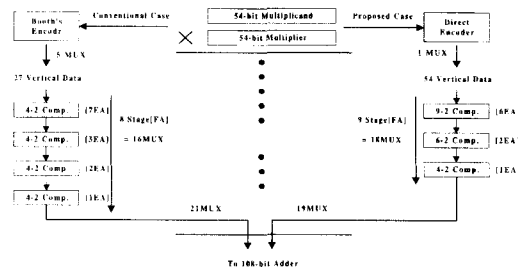 Booth's
Encodr
Conventional Case
54-bit Multiplicand
54-bit Multiplier
Proposed Case
Direct
Encoder
5 MUX
1 MUX
27 Vertical Data
54 Vertical Data
4-2 Comp. [7EA]
4-2 Comp. [3EA]
4-2 Comp. [2EA]
4-2 Comp. [1EA]
8 Stage[FA]
= 16MUX
9 Stage[FA]
= 18MUX
9-2 Comp. [6EA]
6-2 Comp. [2EA]
4-2 Comp. [1EA]
21MUX
19MUX
To 108-bit Adder